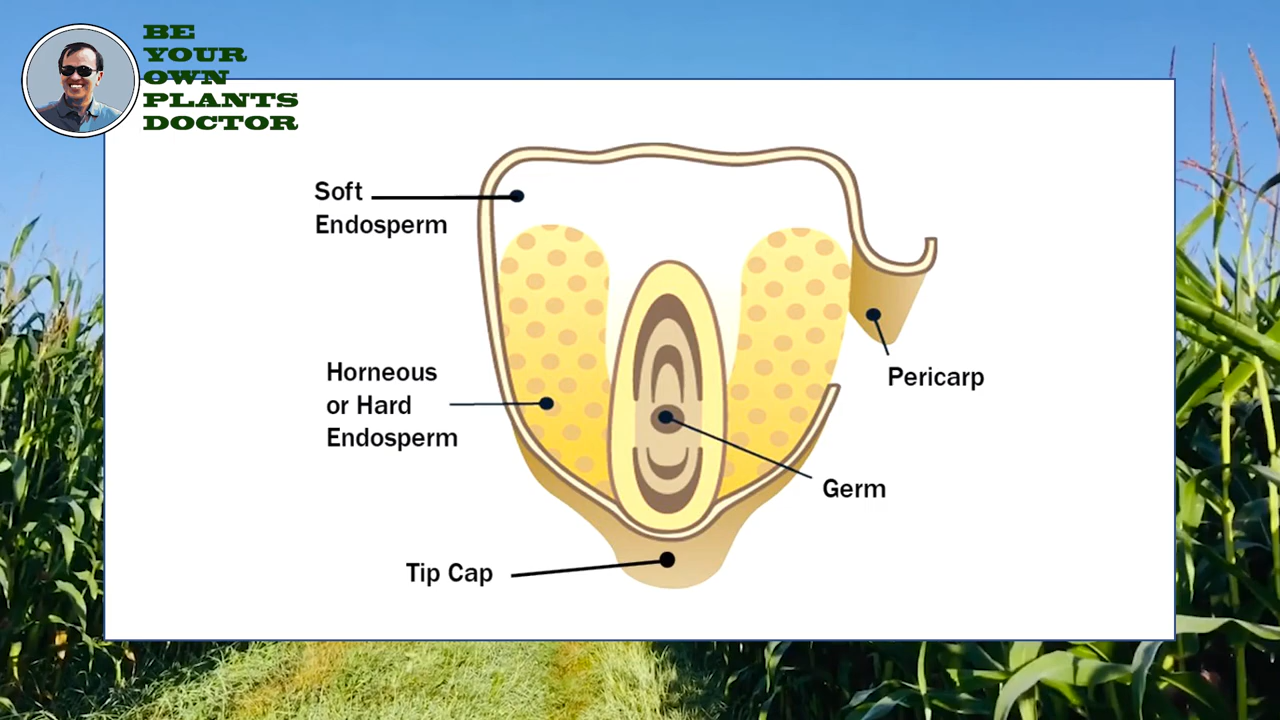 BE
YOUR
OWN
PLANTS
DOCTOR
Soft
Endosperm
Horneous
or Hard
Endosperm
Pericarp
Germ
Tip Cap